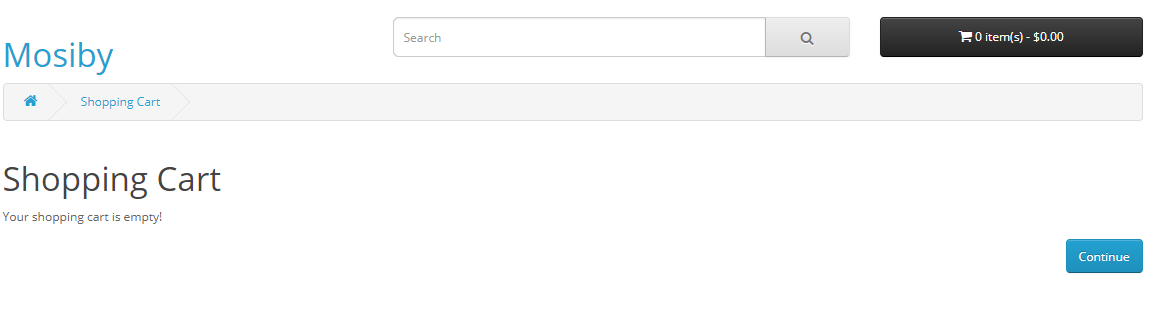 Mosiby
Search
0 item(s) - $0.00
Shopping Cart
Shopping Cart
Your shopping cart is empty!
Continue